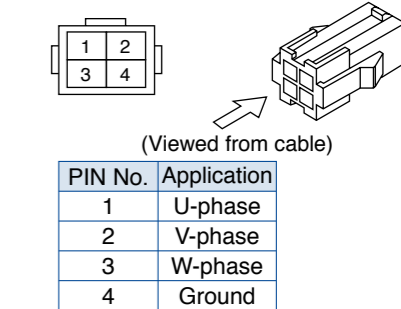 1 2
3 4
(Viewed from cable)
PIN No. Application
1 U-phase
2 V-phase
3 W-phase
4 Ground